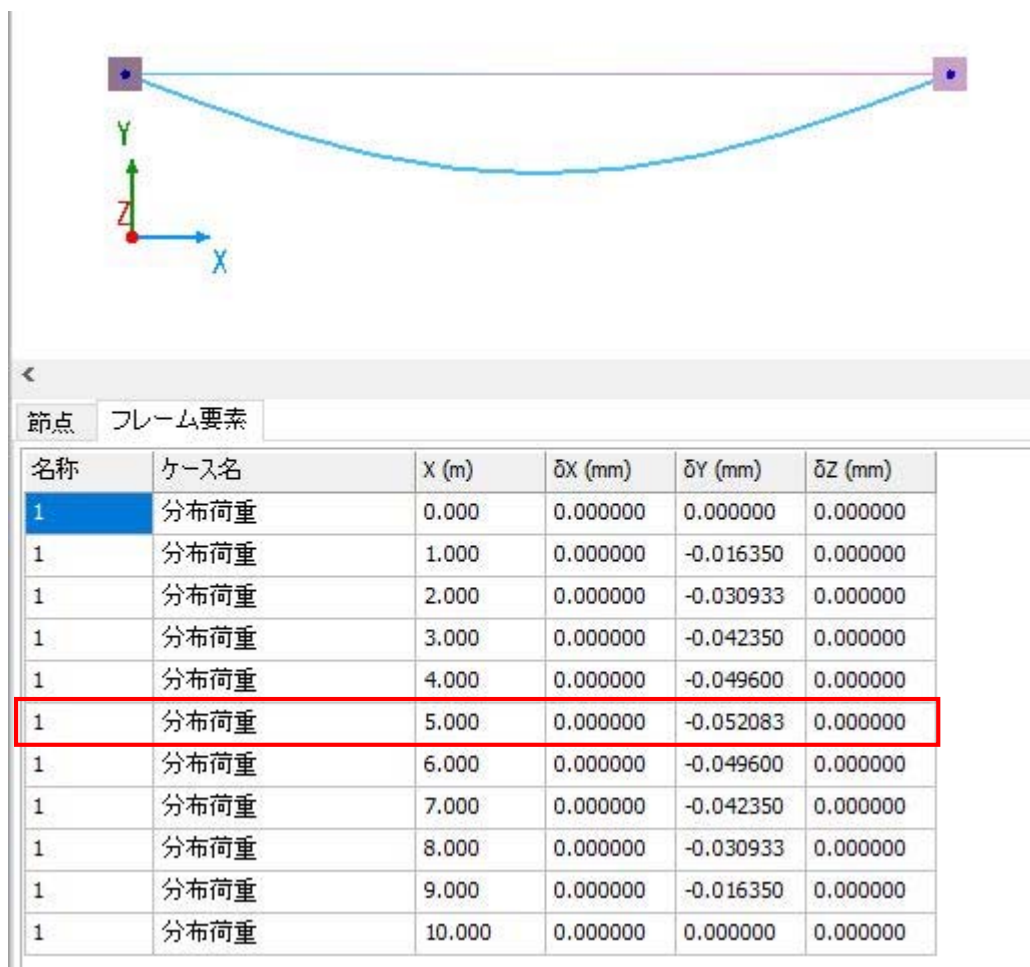 Y
Z
X
節点 フレーム要素
名称 ケース名 X (m) δX (mm) δY (mm) δZ (mm)
1 分布荷重 0.000 0.000000 0.000000 0.000000
1 分布荷重 1.000 0.000000 -0.016350 0.000000
1 分布荷重 2.000 0.000000 -0.030933 0.000000
1 分布荷重 3.000 0.000000 -0.042350 0.000000
1 分布荷重 4.000 0.000000 -0.049600 0.000000
1 分布荷重 5.000 0.000000 -0.052083 0.000000
1 分布荷重 6.000 0.000000 -0.049600 0.000000
1 分布荷重 7.000 0.000000 -0.042350 0.000000
1 分布荷重 8.000 0.000000 -0.030933 0.000000
1 分布荷重 9.000 0.000000 -0.016350 0.000000
1 分布荷重 10.000 0.000000 0.000000 0.000000